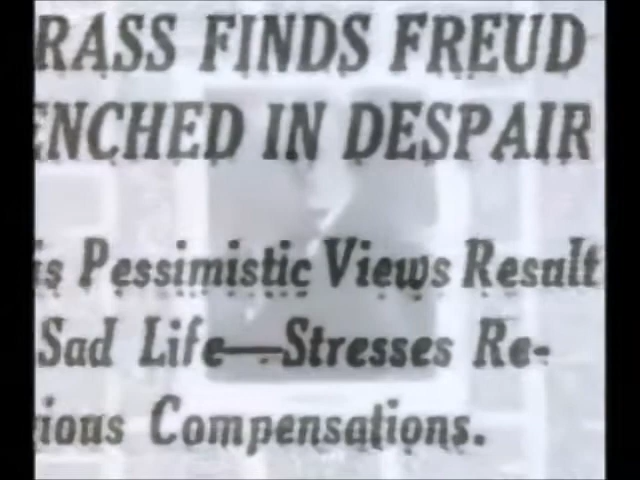 RASS FINDS FREUD
ENCHED IN DESPAIR
is Pessimistic Views Result
Sad Life—Stresses Re-
ious Compensations.